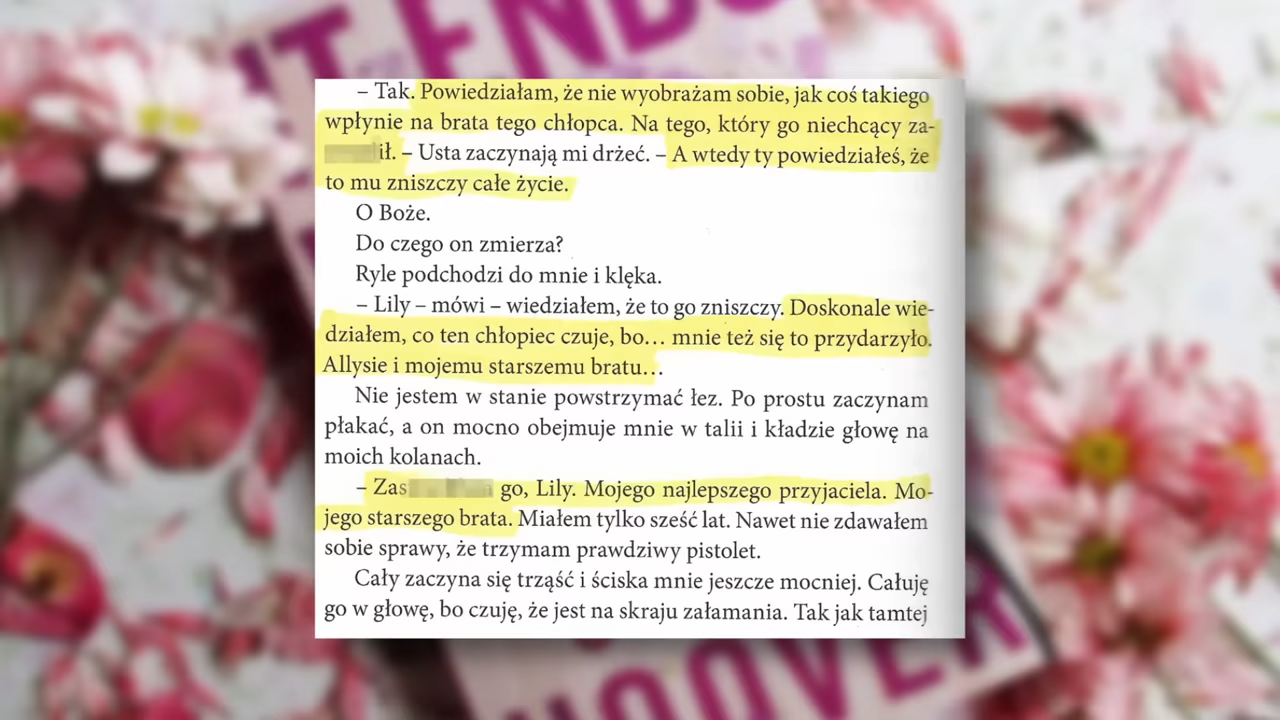 IT ENDS
– Tak. Powiedziałam, że nie wyobrażam sobie, jak coś takiego
wpłynie na brata tego chłopca. Na tego, który go niechcący za-
ił. – Usta zaczynają mi drżeć. – A wtedy ty powiedziałeś, że
to mu zniszczy całe życie.
O Boże.
Do czego on zmierza?
Ryle podchodzi do mnie i klęka.
– Lily – mówi – wiedziałem, że to go zniszczy. Doskonale wie-
działem, co ten chłopiec czuje, bo… mnie też się to przydarzyło.
Allysie i mojemu starszemu bratu…
Nie jestem w stanie powstrzymać łez. Po prostu zaczynam
płakać, a on mocno obejmuje mnie w talii i kładzie głowę na
moich kolanach.
– Zas go, Lily. Mojego najlepszego przyjaciela. Mo-
jego starszego brata. Miałem tylko sześć lat. Nawet nie zdawałem
sobie sprawy, że trzymam prawdziwy pistolet.
Cały zaczyna się trząść i ściska mnie jeszcze mocniej. Całuję
go w głowę, bo czuję, że jest na skraju załamania. Tak jak tamtej
HOOVER